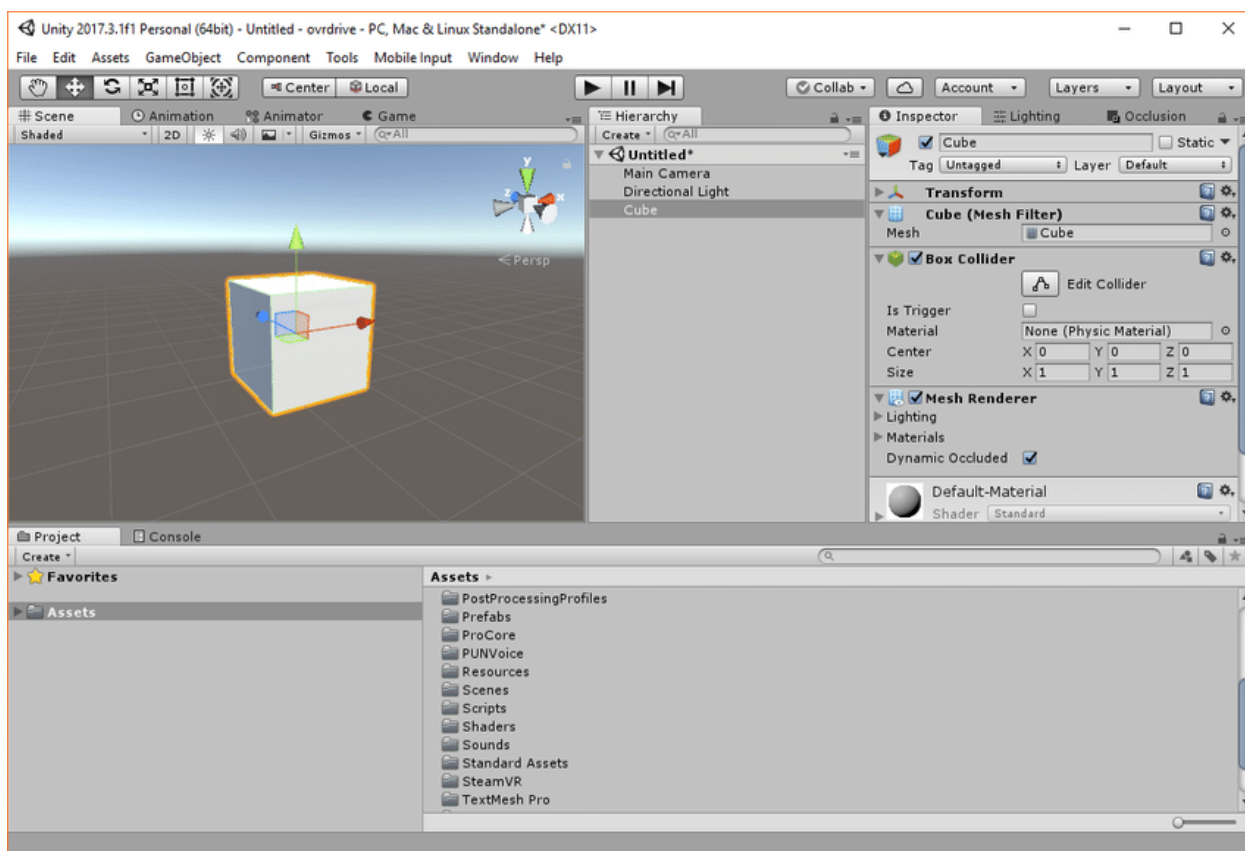 Unity 2017.3.1f1 Personal (64bit) - Untitled - ovrdrive - PC, Mac & Linux Standalone* <DX11>
File Edit Assets GameObject Component Tools Mobile Input Window Help
Center Local Collab Account Layers Layout
Scene Animation Animator Game
Shaded 2D Gizmos All
y
z x
Persp
Hierarchy
Create All
Untitled*
Main Camera
Directional Light
Cube
Inspector Lighting Occlusion
Cube Static
Tag Untagged Layer Default
Transform
Cube (Mesh Filter)
Mesh Cube
Box Collider
Edit Collider
Is Trigger
Material None (Physic Material)
Center X 0 Y 0 Z 0
Size X 1 Y 1 Z 1
Mesh Renderer
Lighting
Materials
Dynamic Occluded
Default-Material
Shader Standard
Project Console
Create
Favorites
Assets
Assets
PostProcessingProfiles
Prefabs
ProCore
PUNVoice
Resources
Scenes
Scripts
Shaders
Sounds
Standard Assets
SteamVR
TextMesh Pro